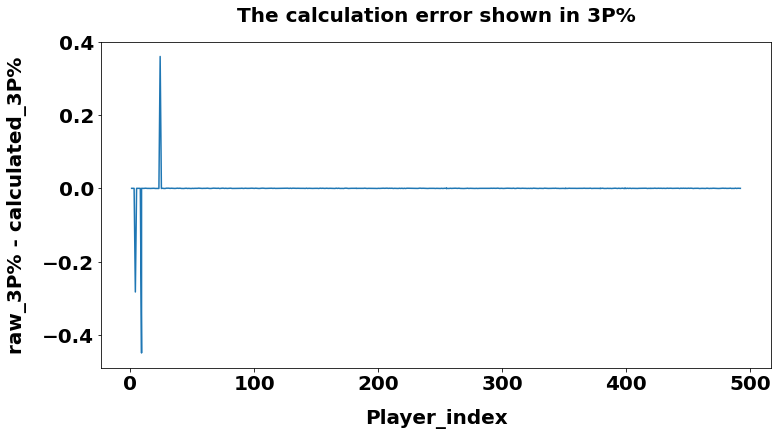 The calculation error shown in 3P%
raw_3P% - calculated_3P%
0.4
0.2
0.0
−0.2
−0.4
0 100 200 300 400 500
Player_index